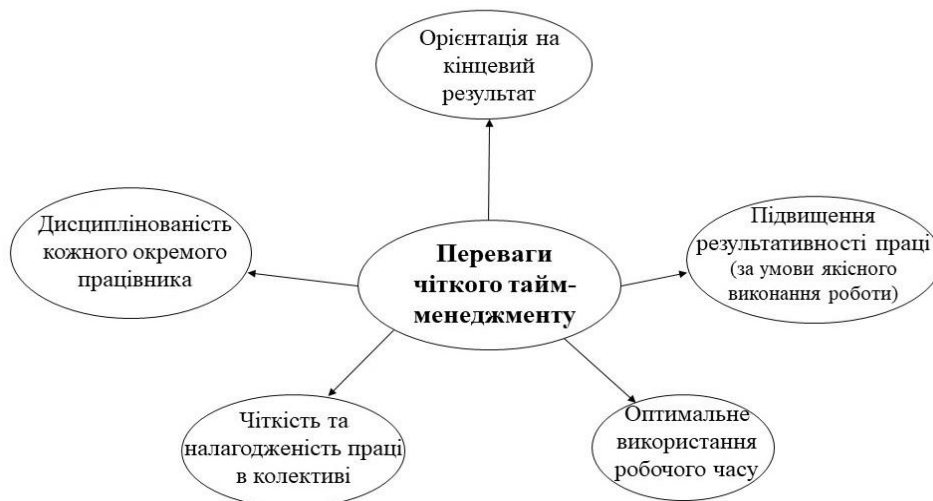 Орієнтація на
кінцевий
результат
Дисциплінованість
кожного окремого
працівника
Переваги
чіткого тайм-
менеджменту
Підвищення
результативності праці
(за умови якісного
виконання роботи)
Чіткість та
налагодженість праці
в колективі
Оптимальне
використання
робочого часу